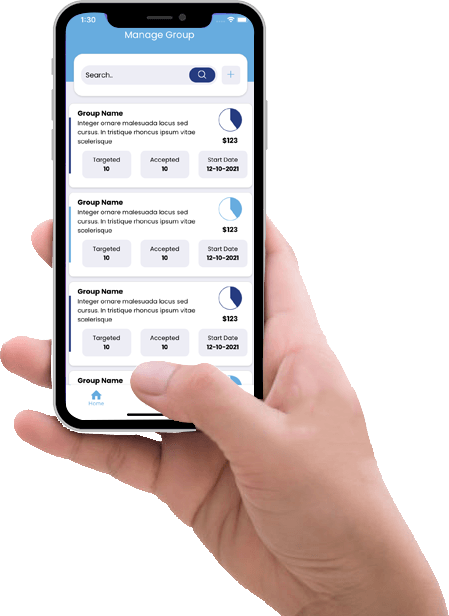 1:30
Manage Group
Search..
Group Name
Integer ornare malesuada lacus sed
cursus. In tristique rhoncus ipsum vitae
scelerisque
$123
Targeted
10
Accepted
10
Start Date
12-10-2021
Group Name
Integer ornare malesuada lacus sed
cursus. In tristique rhoncus ipsum vitae
scelerisque
$123
Targeted
10
Accepted
10
Start Date
12-10-2021
Group Name
Integer ornare malesuada lacus sed
cursus. In tristique rhoncus ipsum vitae
scelerisque
$123
Targeted
10
Accepted
10
Start Date
12-10-2021
Group Name
Home